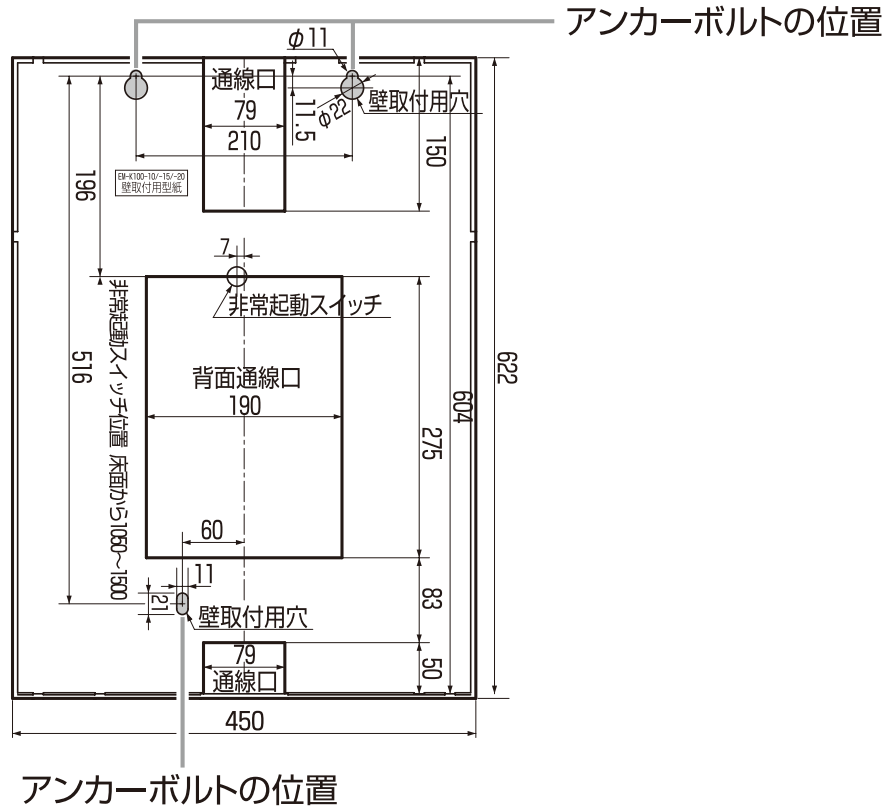 アンカーボルトの位置
φ11
通線口
79
210
11.5
φ22
壁取付用穴
150
196
EM-K100-10/-15/-20
壁取付用型紙
7
非常起動スイッチ
516
非常起動スイッチ位置 床面から1050～1500
背面通線口
190
275
604
622
60
11
21
壁取付用穴
83
79
通線口
50
450
アンカーボルトの位置